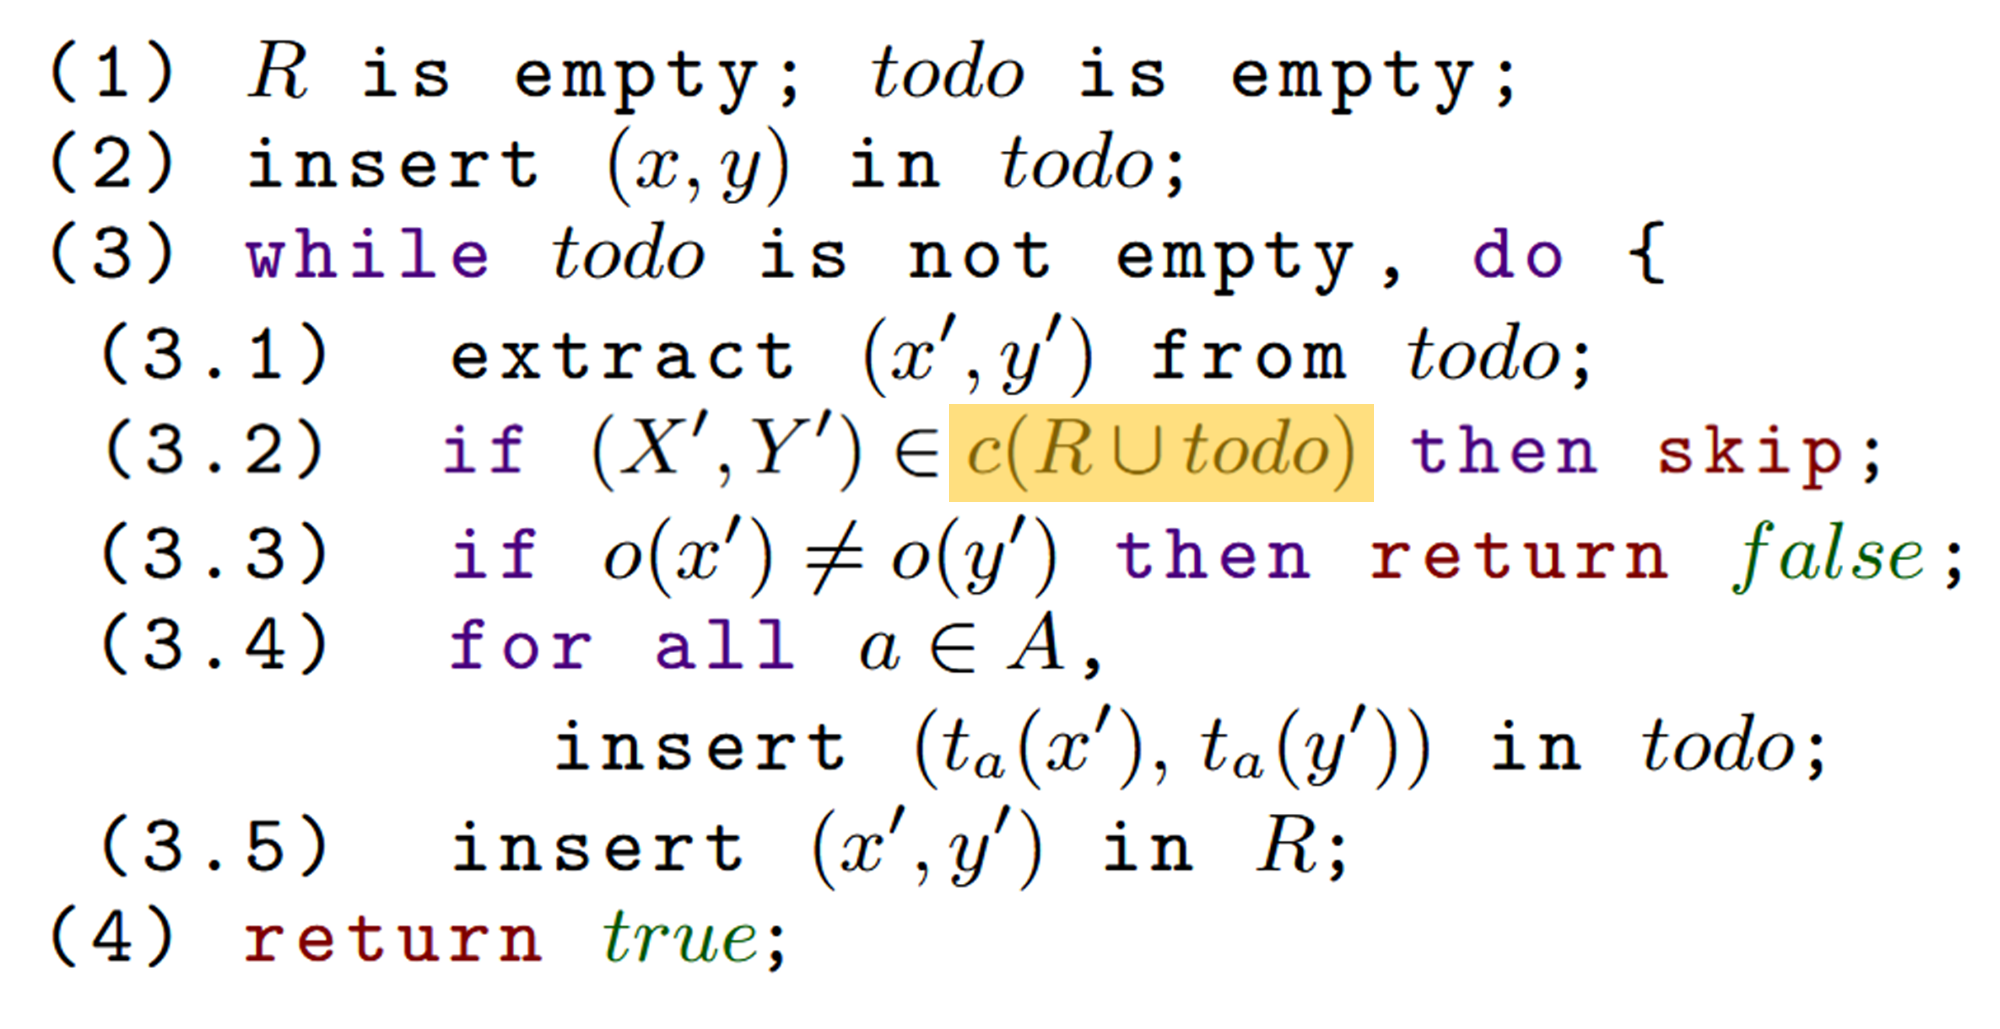 (1) R is empty; todo is empty;
(2) insert (x, y) in todo;
(3) while todo is not empty, do {
(3.1) extract (x′, y′) from todo;
(3.2) if (X′, Y′) ∈ c(R ∪ todo) then skip;
(3.3) if o(x′) ≠ o(y′) then return false;
(3.4) for all a ∈ A,
insert (tₐ(x′), tₐ(y′)) in todo;
(3.5) insert (x′, y′) in R;
(4) return true;